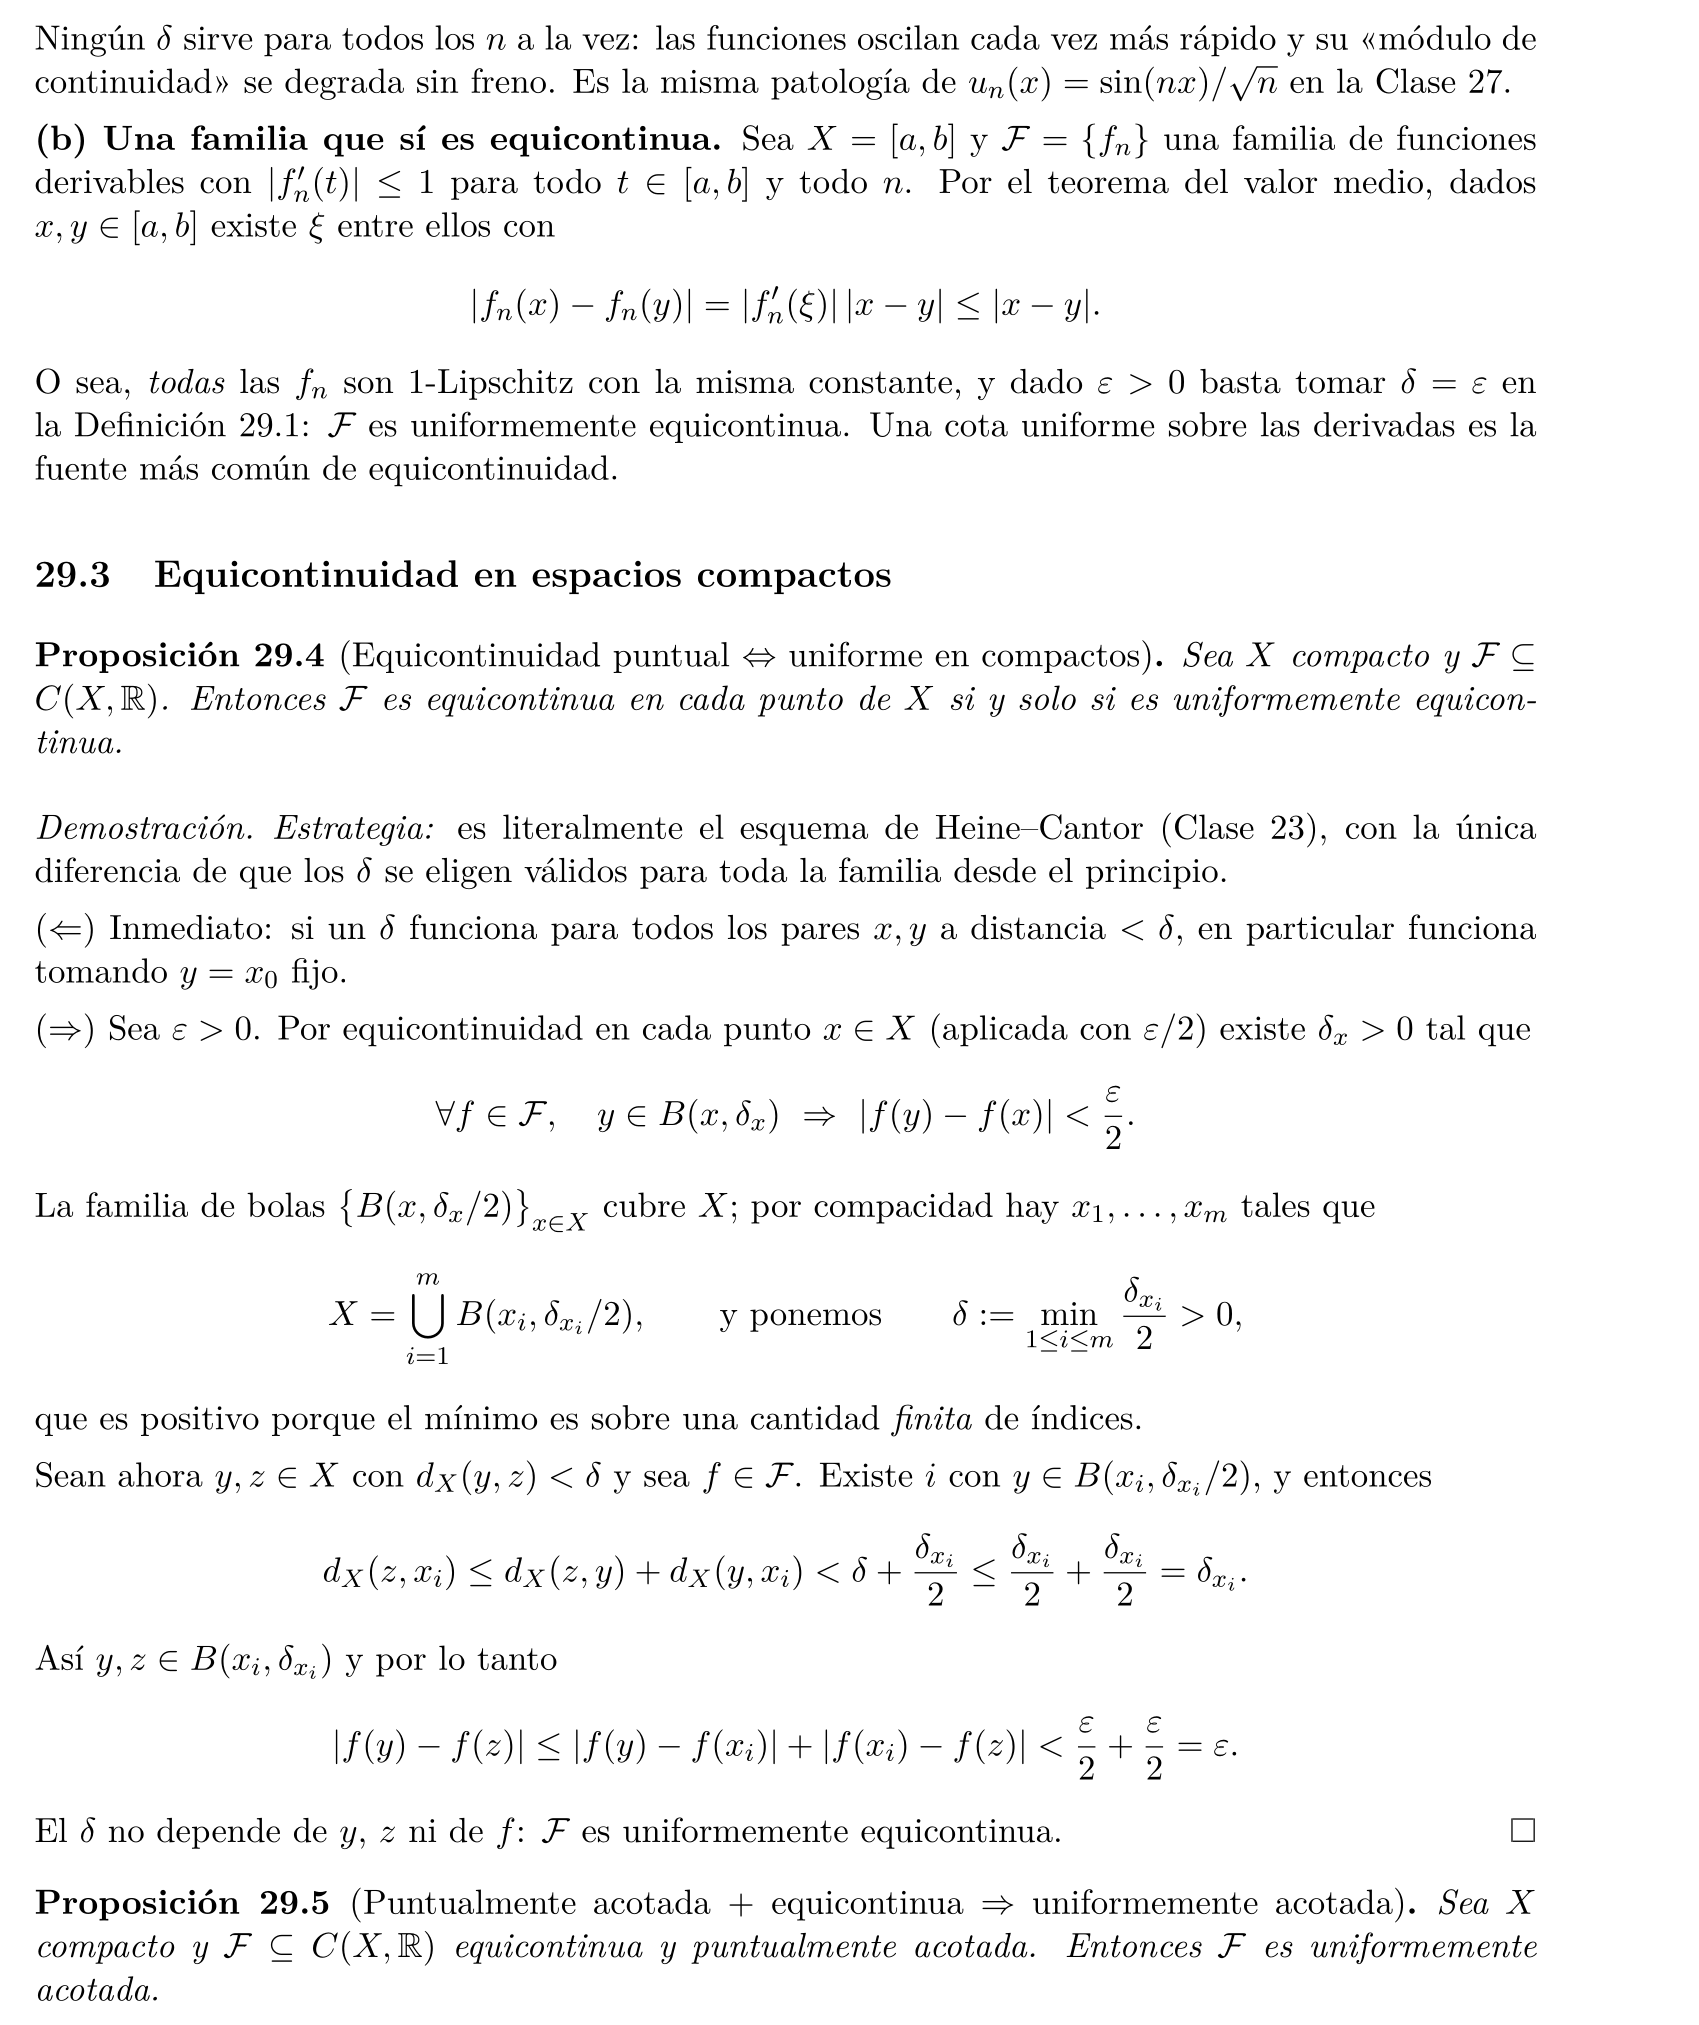 Ningún δ sirve para todos los n a la vez: las funciones oscilan cada vez más rápido y su «módulo de
continuidad» se degrada sin freno. Es la misma patología de u_n(x) = sin(nx)/√n en la Clase 27.
(b) Una familia que sí es equicontinua. Sea X = [a, b] y ℱ = {f_n} una familia de funciones
derivables con |f′_n(t)| ≤ 1 para todo t ∈ [a, b] y todo n. Por el teorema del valor medio, dados
x, y ∈ [a, b] existe ξ entre ellos con
|f_n(x) − f_n(y)| = |f′_n(ξ)| |x − y| ≤ |x − y|.
O sea, todas las f_n son 1-Lipschitz con la misma constante, y dado ε > 0 basta tomar δ = ε en
la Definición 29.1: ℱ es uniformemente equicontinua. Una cota uniforme sobre las derivadas es la
fuente más común de equicontinuidad.
29.3 Equicontinuidad en espacios compactos
Proposición 29.4 (Equicontinuidad puntual ⇔ uniforme en compactos). Sea X compacto y ℱ ⊆
C(X, ℝ). Entonces ℱ es equicontinua en cada punto de X si y solo si es uniformemente equicon-
tinua.
Demostración. Estrategia: es literalmente el esquema de Heine–Cantor (Clase 23), con la única
diferencia de que los δ se eligen válidos para toda la familia desde el principio.
(⇐) Inmediato: si un δ funciona para todos los pares x, y a distancia < δ, en particular funciona
tomando y = x_0 fijo.
(⇒) Sea ε > 0. Por equicontinuidad en cada punto x ∈ X (aplicada con ε/2) existe δ_x > 0 tal que
∀f ∈ ℱ, y ∈ B(x, δ_x) ⇒ |f(y) − f(x)| < ε/2.
La familia de bolas {B(x, δ_x/2)}_{x∈X} cubre X; por compacidad hay x_1, . . . , x_m tales que
X = ⋃_{i=1}^{m} B(x_i, δ_{x_i}/2), y ponemos δ := min_{1≤i≤m} δ_{x_i}/2 > 0,
que es positivo porque el mínimo es sobre una cantidad finita de índices.
Sean ahora y, z ∈ X con d_X(y, z) < δ y sea f ∈ ℱ. Existe i con y ∈ B(x_i, δ_{x_i}/2), y entonces
d_X(z, x_i) ≤ d_X(z, y) + d_X(y, x_i) < δ + δ_{x_i}/2 ≤ δ_{x_i}/2 + δ_{x_i}/2 = δ_{x_i}.
Así y, z ∈ B(x_i, δ_{x_i}) y por lo tanto
|f(y) − f(z)| ≤ |f(y) − f(x_i)| + |f(x_i) − f(z)| < ε/2 + ε/2 = ε.
El δ no depende de y, z ni de f: ℱ es uniformemente equicontinua. □
Proposición 29.5 (Puntualmente acotada + equicontinua ⇒ uniformemente acotada). Sea X
compacto y ℱ ⊆ C(X, ℝ) equicontinua y puntualmente acotada. Entonces ℱ es uniformemente
acotada.